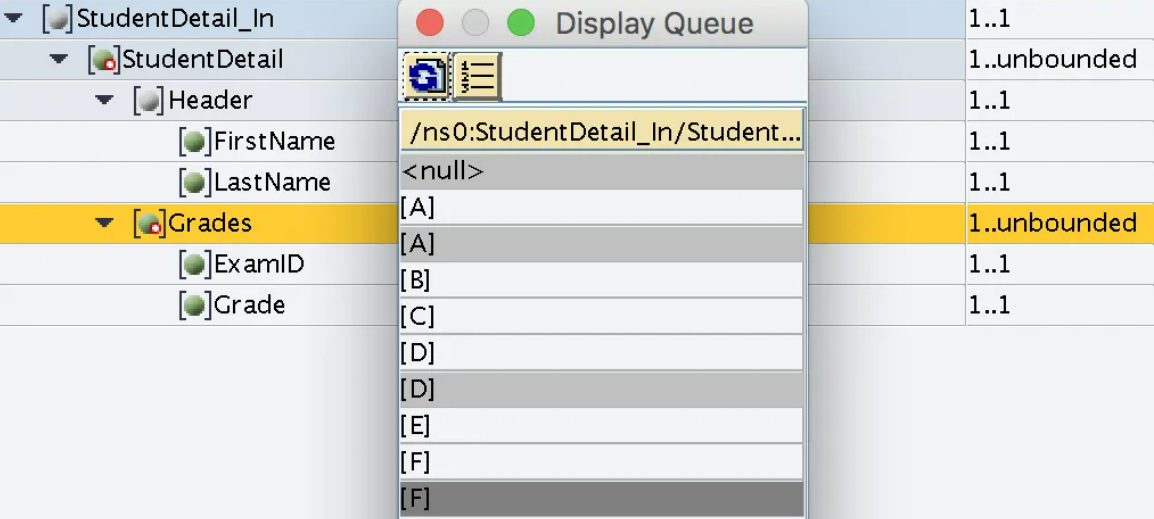 StudentDetail_In 1..1
StudentDetail 1..unbounded
Header 1..1
FirstName 1..1
LastName 1..1
Grades 1..unbounded
ExamID 1..1
Grade 1..1
Display Queue
/ns0:StudentDetail_In/Student...
<null>
[A]
[A]
[B]
[C]
[D]
[D]
[E]
[F]
[F]